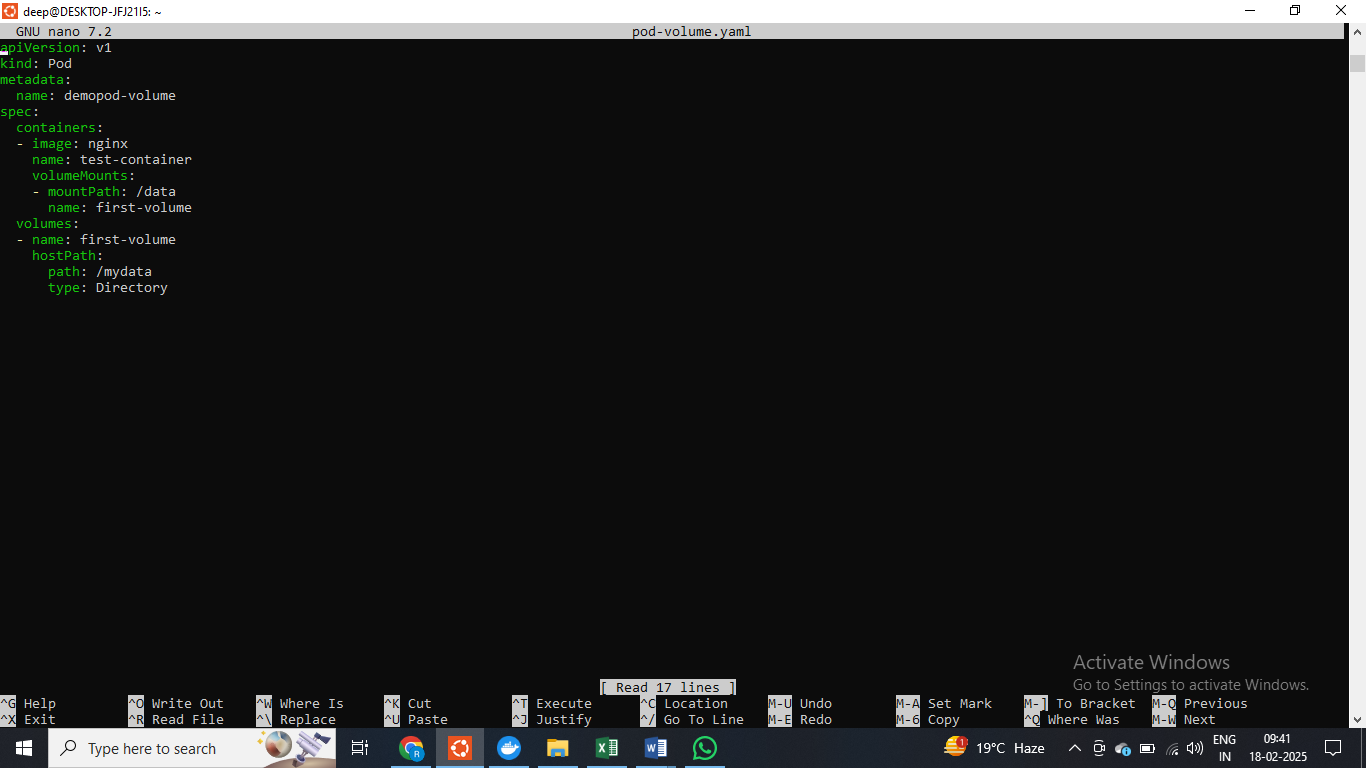 deep@DESKTOP-JFJ21I5: ~
GNU nano 7.2 pod-volume.yaml
apiVersion: v1
kind: Pod
metadata:
  name: demopod-volume
spec:
  containers:
  - image: nginx
    name: test-container
    volumeMounts:
    - mountPath: /data
      name: first-volume
  volumes:
  - name: first-volume
    hostPath:
      path: /mydata
      type: Directory
Activate Windows
Go to Settings to activate Windows.
[ Read 17 lines ]
^G Help ^O Write Out ^W Where Is ^K Cut ^T Execute ^C Location M-U Undo M-A Set Mark M-] To Bracket M-Q Previous
^X Exit ^R Read File ^\ Replace ^U Paste ^J Justify ^/ Go To Line M-E Redo M-6 Copy ^Q Where Was M-W Next
Type here to search R W 1 19°C Haze ENG IN 09:41 18-02-2025